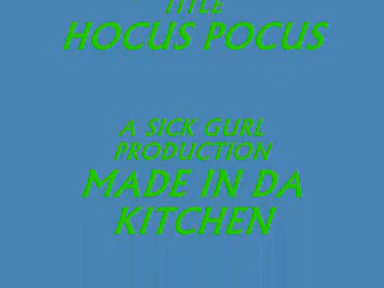 TITLE
HOCUS POCUS
A SICK GURL
PRODUCTION
MADE IN DA
KITCHEN